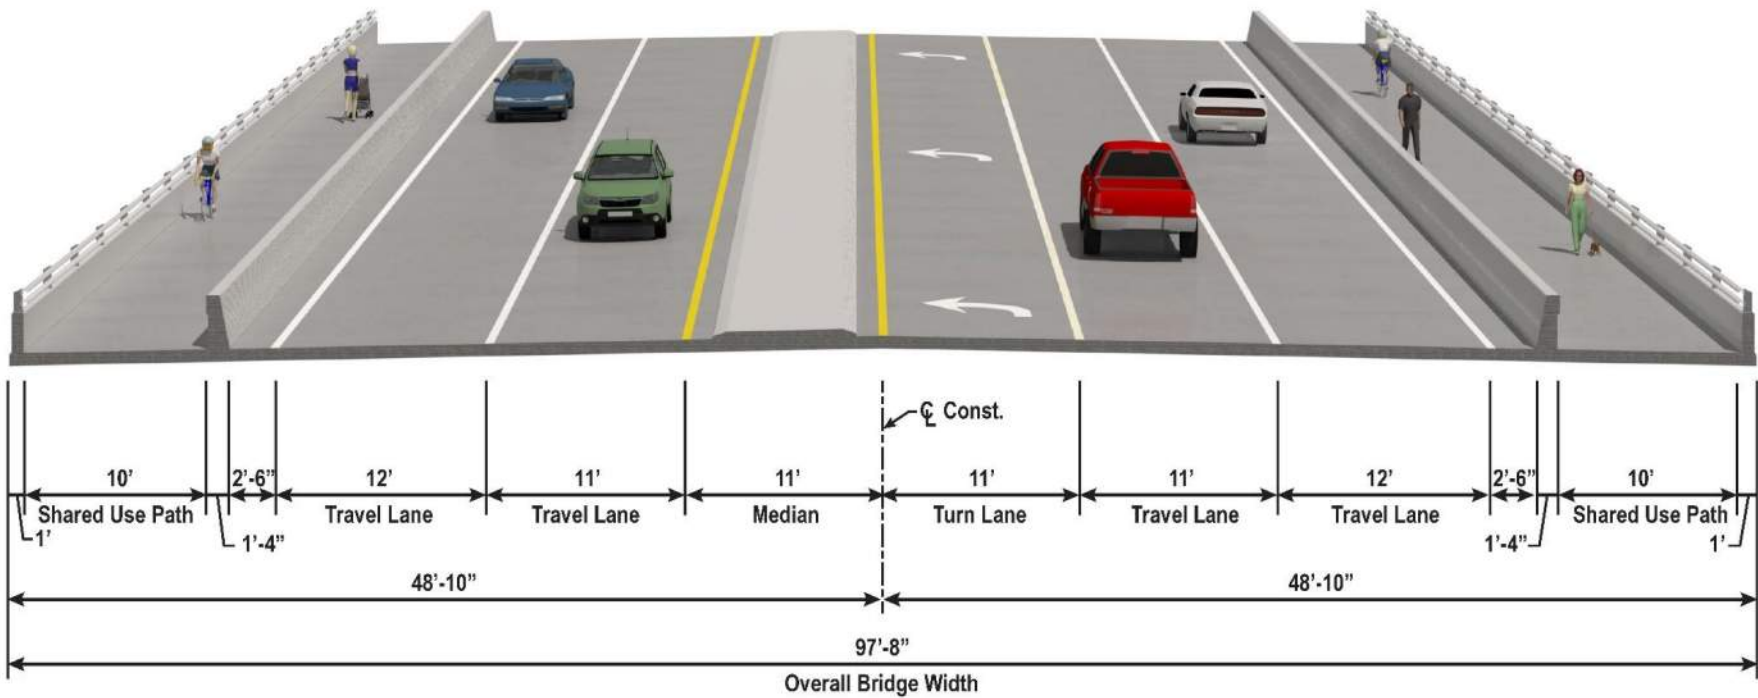 ℄ Const.
10' 2'-6" 12' 11' 11' 11' 11' 12' 2'-6" 10'
Shared Use Path Travel Lane Travel Lane Median Turn Lane Travel Lane Travel Lane Shared Use Path
1' 1'-4" 1'-4" 1'
48'-10" 48'-10"
97'-8"
Overall Bridge Width